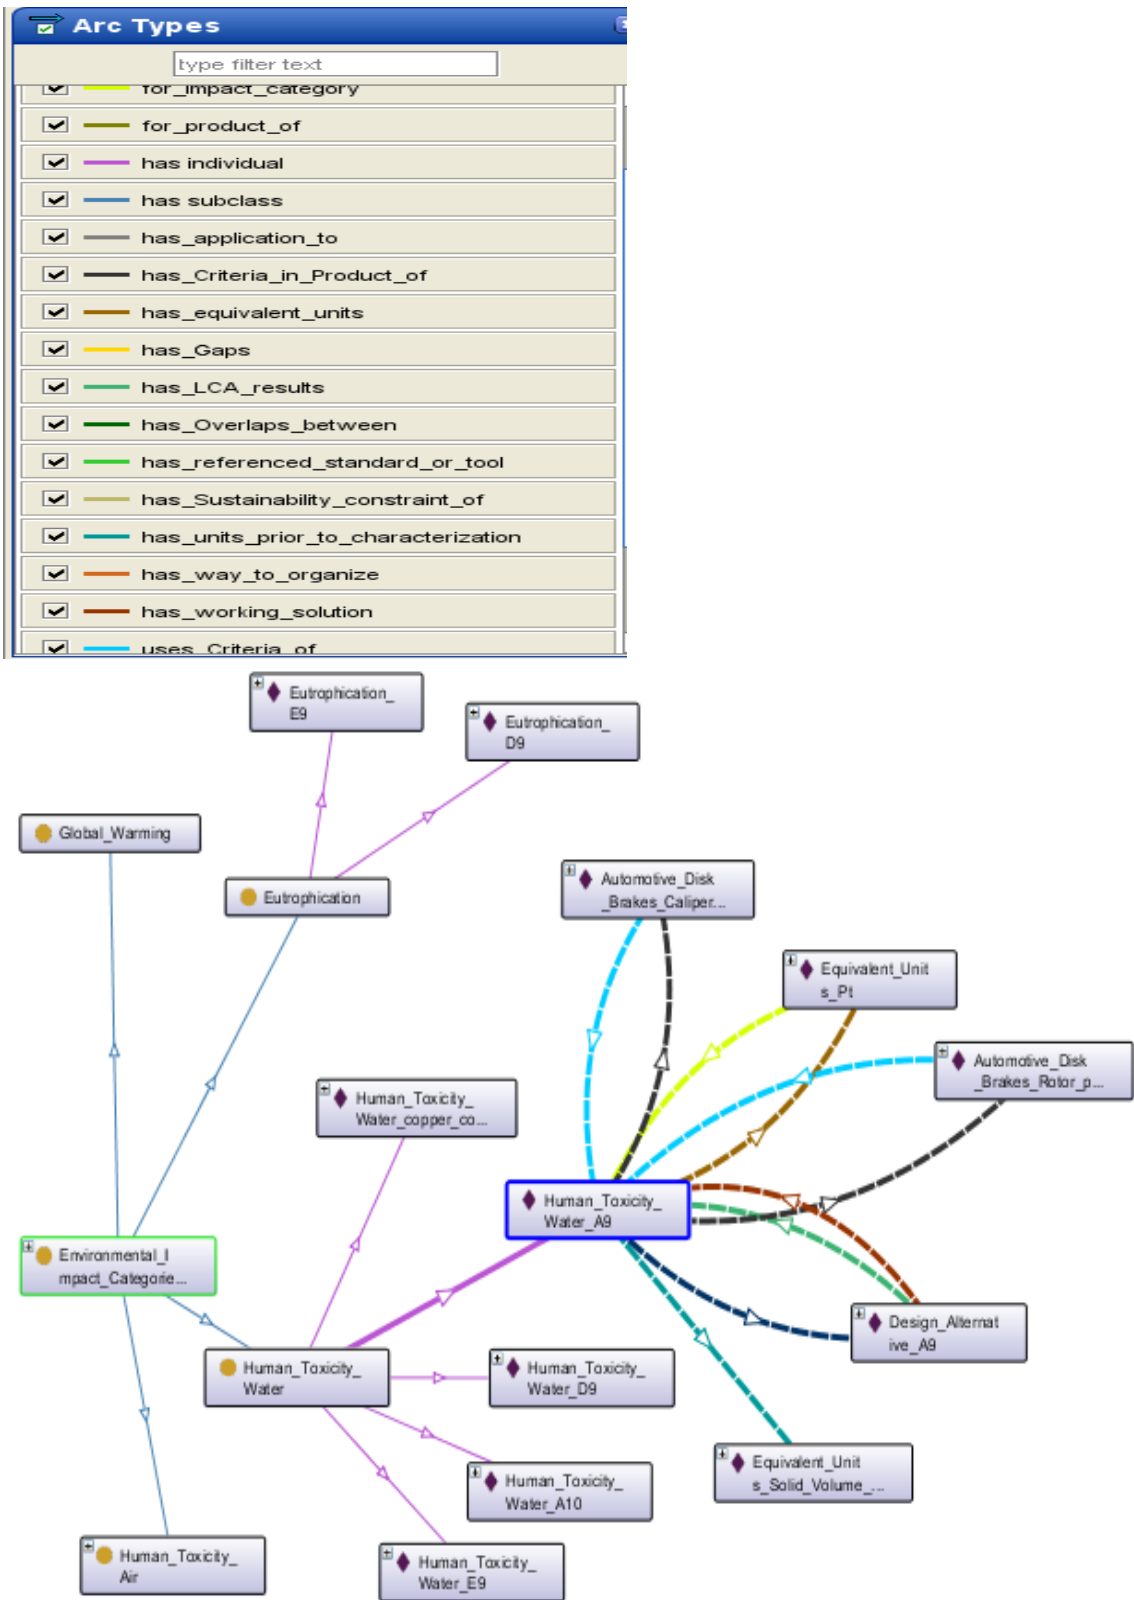 Arc Types
type filter text
for_impact_category
for_product_of
has individual
has subclass
has_application_to
has_Criteria_in_Product_of
has_equivalent_units
has_Gaps
has_LCA_results
has_Overlaps_between
has_referenced_standard_or_tool
has_Sustainability_constraint_of
has_units_prior_to_characterization
has_way_to_organize
has_working_solution
uses_Criteria_of
Eutrophication_
E9
Eutrophication_
D9
Global_Warming
Eutrophication
Automotive_Disk
_Brakes_Caliper...
Equivalent_Unit
s_Pt
Automotive_Disk
_Brakes_Rotor_p...
Human_Toxicity_
Water_copper_co...
Human_Toxicity_
Water_A9
Environmental_I
mpact_Categorie...
Design_Alternat
ive_A9
Human_Toxicity_
Water
Human_Toxicity_
Water_D9
Equivalent_Unit
s_Solid_Volume_...
Human_Toxicity_
Water_A10
Human_Toxicity_
Air
Human_Toxicity_
Water_E9